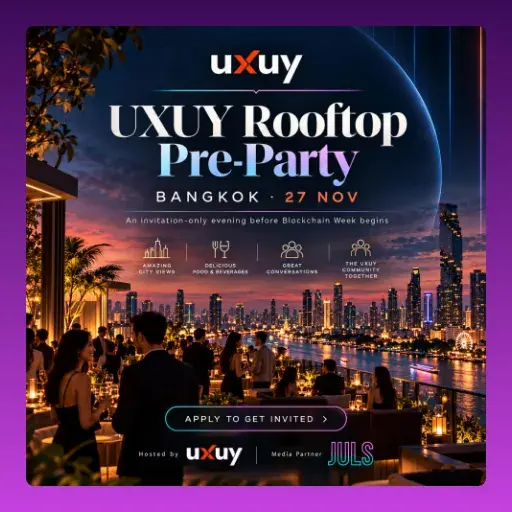 uxuy
UXUY Rooftop
Pre-Party
BANGKOK · 27 NOV
An invitation-only evening before Blockchain Week begins
AMAZING
CITY VIEWS
DELICIOUS
FOOD & BEVERAGES
GREAT
CONVERSATIONS
THE UXUY
COMMUNITY
TOGETHER
APPLY TO GET INVITED >
Hosted by uxuy
Media Partner JULS